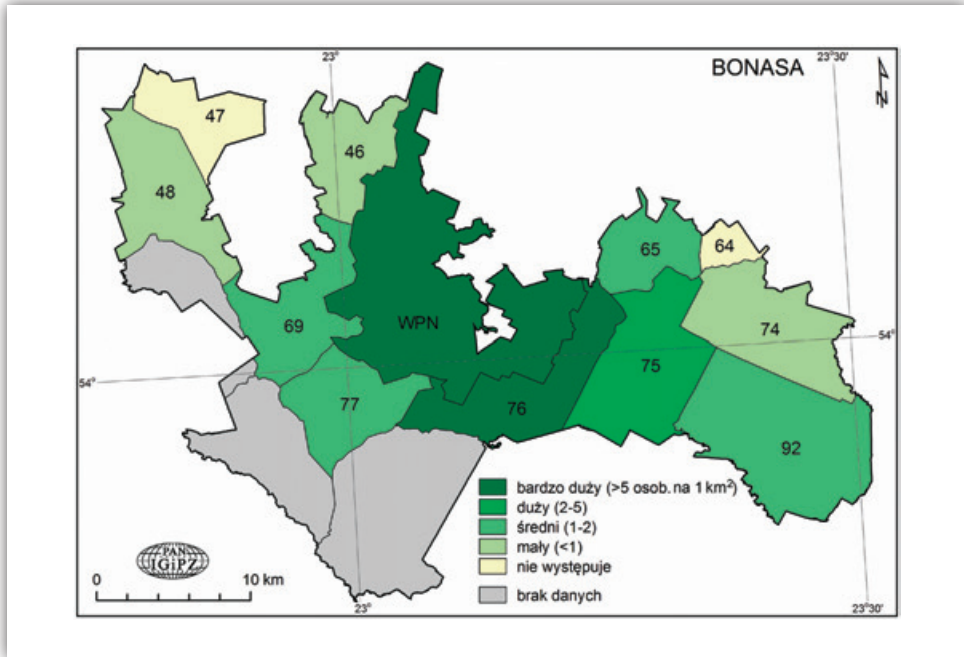 23°
23°30'
BONASA
N
47
46
48
65
64
69
WPN
74
54°
75
54°
77
76
92
bardzo duży (>5 osob. na 1 km²)
duży (2-5)
średni (1-2)
mały (<1)
nie występuje
brak danych
PAN
IGiPZ
0 10 km
23°
23°30'